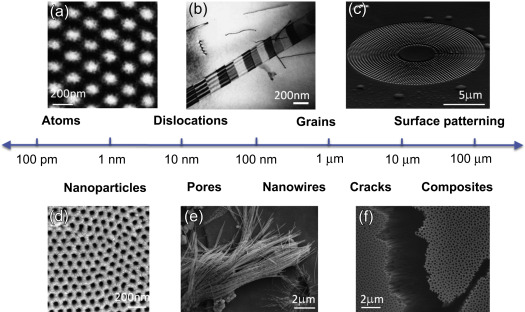 (a)
(b)
(c)
200nm
200nm
5μm
Atoms
Dislocations
Grains
Surface patterning
100 pm
1 nm
10 nm
100 nm
1 μm
10 μm
100 μm
Nanoparticles
Pores
Nanowires
Cracks
Composites
(d)
(e)
(f)
200nm
2μm
2μm